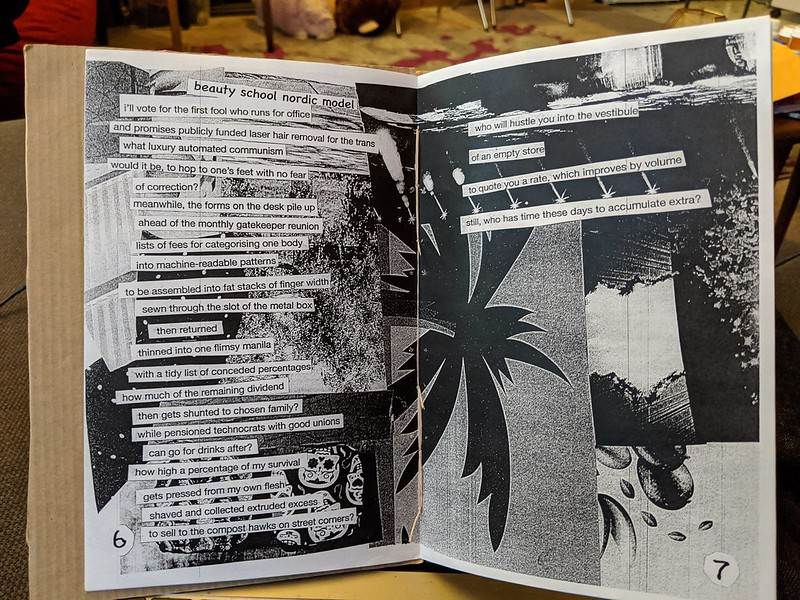 beauty school nordic model
i'll vote for the first fool who runs for office
and promises publicly funded laser hair removal for the trans
what luxury automated communism
would it be, to hop to one's feet with no fear
of correction?
meanwhile, the forms on the desk pile up
ahead of the monthly gatekeeper reunion
lists of fees for categorising one body
into machine-readable patterns
to be assembled into fat stacks of finger width
sewn through the slot of the metal box
then returned
thinned into one flimsy manila
with a tidy list of conceded percentages
how much of the remaining dividend
then gets shunted to chosen family?
while pensioned technocrats with good unions
can go for drinks after?
how high a percentage of my survival
gets pressed from my own flesh
shaved and collected extruded excess
to sell to the compost hawks on street corners?
6
who will hustle you into the vestibule
of an empty store
to quote you a rate, which improves by volume
still, who has time these days to accumulate extra?
7